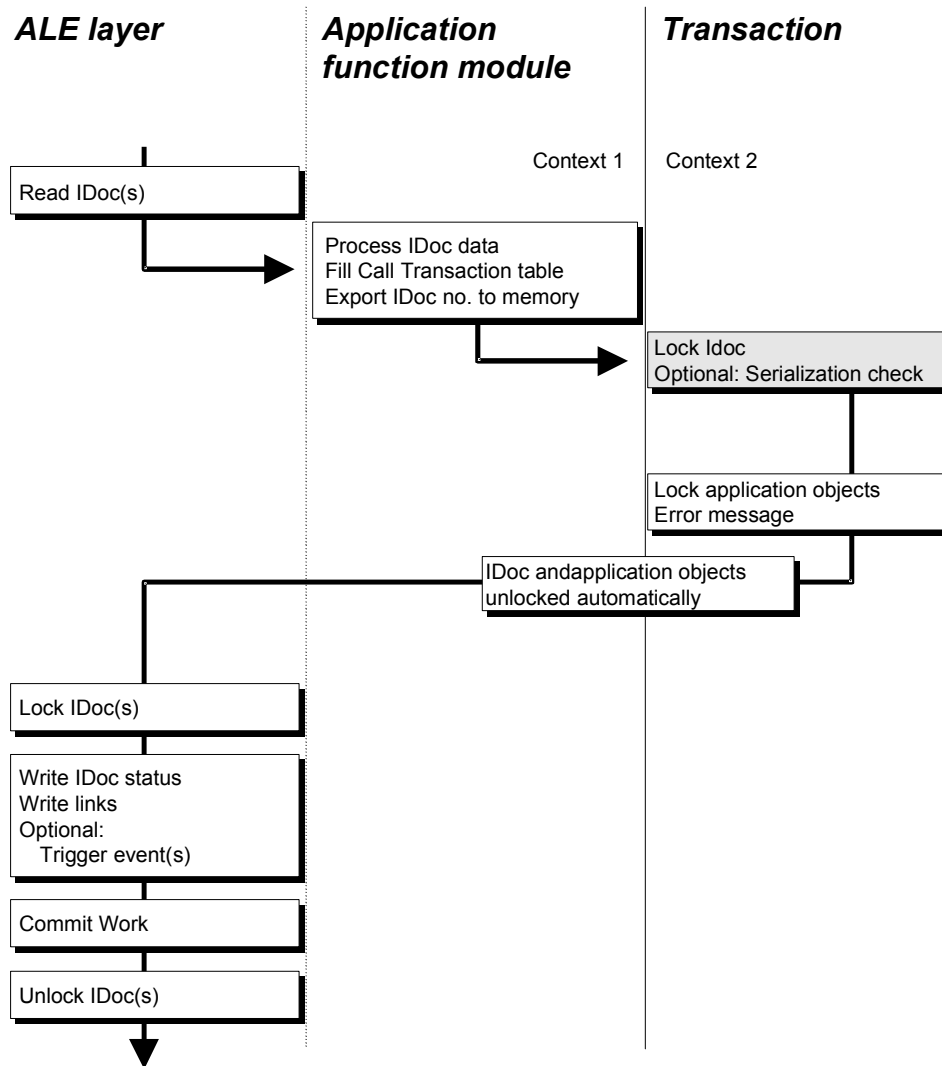 ALE layer
Application
function module
Transaction
Context 1
Context 2
Read IDoc(s)
Process IDoc data
Fill Call Transaction table
Export IDoc no. to memory
Lock Idoc
Optional: Serialization check
Lock application objects
Error message
IDoc andapplication objects
unlocked automatically
Lock IDoc(s)
Write IDoc status
Write links
Optional:
Trigger event(s)
Commit Work
Unlock IDoc(s)